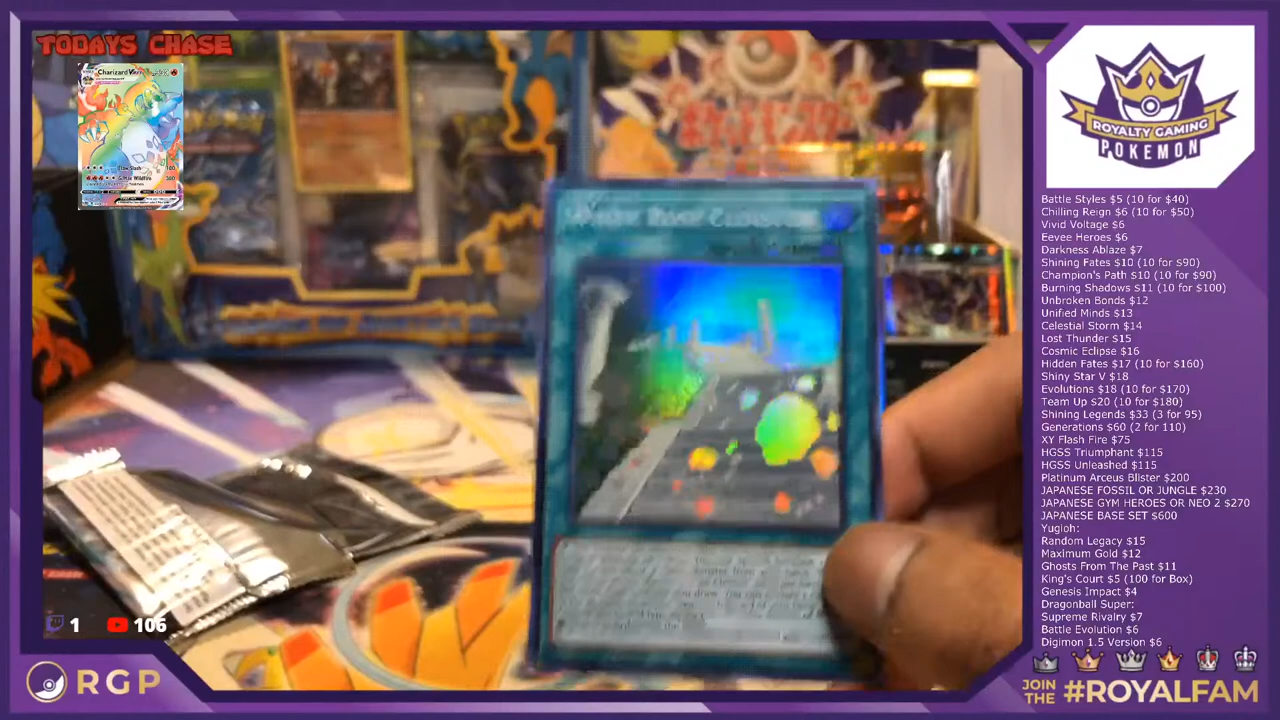 TODAYS CHASE
Charizard
Claw Slash 100
G-Max Wildfire 300
ROYALTY GAMING
POKEMON
Battle Styles $5 (10 for $40)
Chilling Reign $6 (10 for $50)
Vivid Voltage $6
Eevee Heroes $6
Darkness Ablaze $7
Shining Fates $10 (10 for $90)
Champion's Path $10 (10 for $90)
Burning Shadows $11 (10 for $100)
Unbroken Bonds $12
Unified Minds $13
Celestial Storm $14
Lost Thunder $15
Cosmic Eclipse $16
Hidden Fates $17 (10 for $160)
Shiny Star V $18
Evolutions $18 (10 for $170)
Team Up $20 (10 for $180)
Shining Legends $33 (3 for 95)
Generations $60 (2 for 110)
XY Flash Fire $75
HGSS Triumphant $115
HGSS Unleashed $115
Platinum Arceus Blister $200
JAPANESE FOSSIL OR JUNGLE $230
JAPANESE GYM HEROES OR NEO 2 $270
JAPANESE BASE SET $600
Yugioh:
Random Legacy $15
Maximum Gold $12
Ghosts From The Past $11
King's Court $5 (100 for Box)
Genesis Impact $4
Dragonball Super:
Supreme Rivalry $7
Battle Evolution $6
Digimon 1.5 Version $6
1 106
RGP
JOIN THE #ROYALFAM